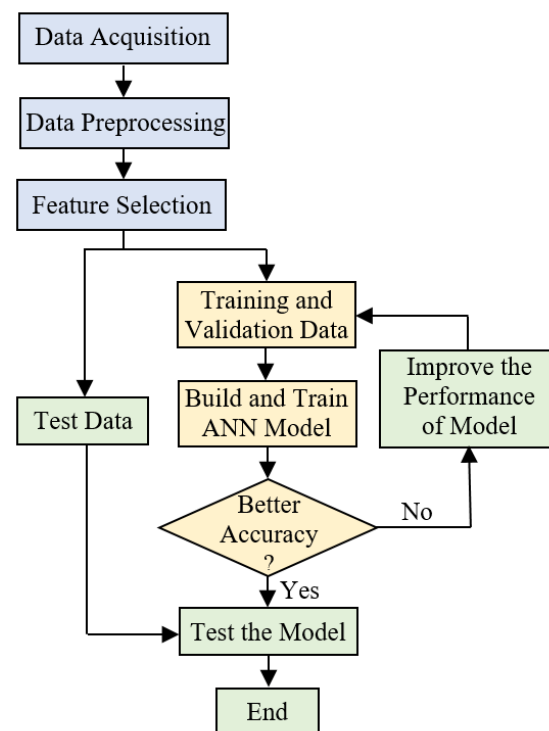 Data Acquisition
Data Preprocessing
Feature Selection
Training and
Validation Data
Improve the
Performance
of Model
Test Data
Build and Train
ANN Model
Better
Accuracy
?
No
Yes
Test the Model
End